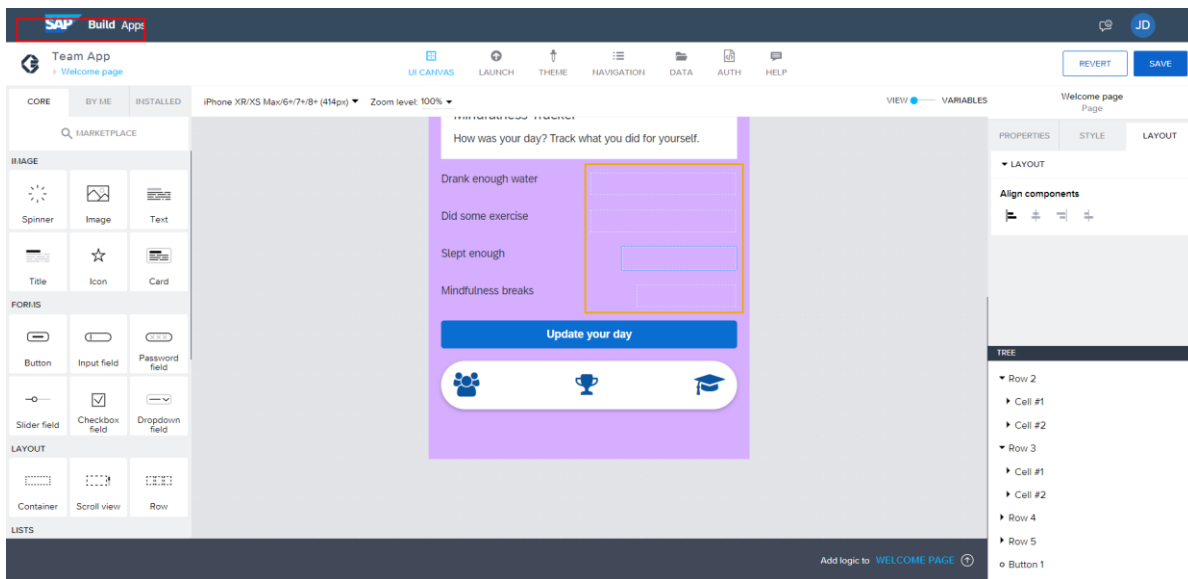 SAP Build Apps
JD
Team App
Welcome page
UI CANVAS
LAUNCH
THEME
NAVIGATION
DATA
AUTH
HELP
REVERT
SAVE
CORE
BY ME
INSTALLED
iPhone XR/XS Max/6+/7+/8+ (414px)
Zoom level: 100%
VIEW
VARIABLES
Welcome page
Page
MARKETPLACE
IMAGE
Spinner
Image
Text
Title
Icon
Card
FORMS
Button
Input field
Password
field
Slider field
Checkbox
field
Dropdown
field
LAYOUT
Container
Scroll view
Row
LISTS
Mindfulness Tracker
How was your day? Track what you did for yourself.
Drank enough water
Did some exercise
Slept enough
Mindfulness breaks
Update your day
Add logic to WELCOME PAGE
PROPERTIES
STYLE
LAYOUT
LAYOUT
Align components
TREE
Row 2
Cell #1
Cell #2
Row 3
Cell #1
Cell #2
Row 4
Row 5
Button 1